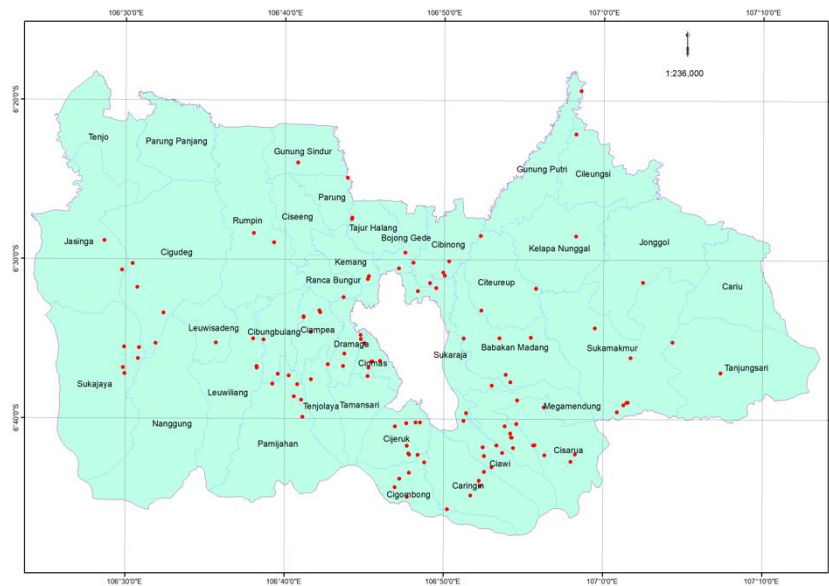 106°30'0"E 106°40'0"E 106°50'0"E 107°0'0"E 107°10'0"E
1:236,000
6°20'0"S
6°30'0"S
6°40'0"S
Tenjo
Parung Panjang
Gunung Sindur
Gunung Putri
Cileungsi
Parung
Rumpin
Ciseeng
Tajur Halang
Jasinga
Cigudeg
Bojong Gede
Cibinong
Kelapa Nunggal
Jonggol
Kemang
Ranca Bungur
Citeureup
Cariu
Leuwisadeng
Cibungbulang
Ciampea
Dramaga
Sukaraja
Babakan Madang
Sukamakmur
Ciomas
Tanjungsari
Sukajaya
Leuwiliang
Tenjolaya
Tamansari
Megamendung
Nanggung
Pamijahan
Cijeruk
Ciawi
Cisarua
Cigombong
Caringin
106°30'0"E 106°40'0"E 106°50'0"E 107°0'0"E 107°10'0"E